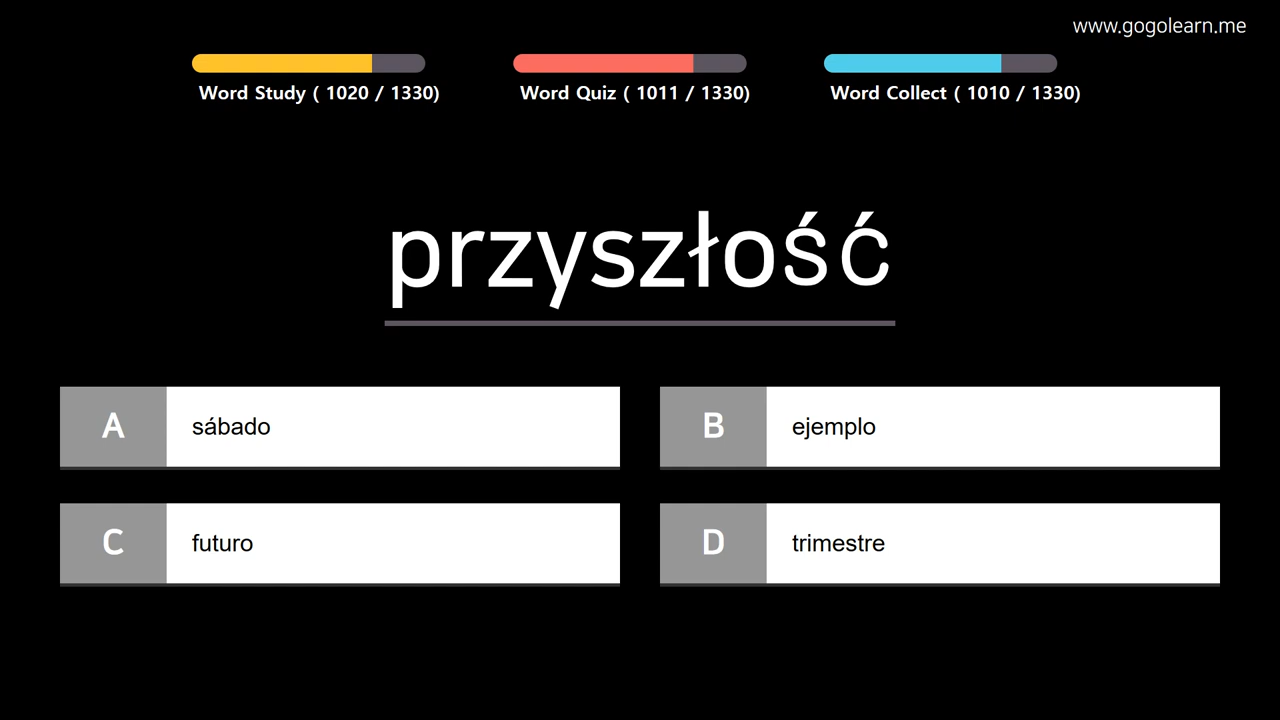 www.gogolearn.me
Word Study ( 1020 / 1330)
Word Quiz ( 1011 / 1330)
Word Collect ( 1010 / 1330)
przyszłość
A sábado
B ejemplo
C futuro
D trimestre